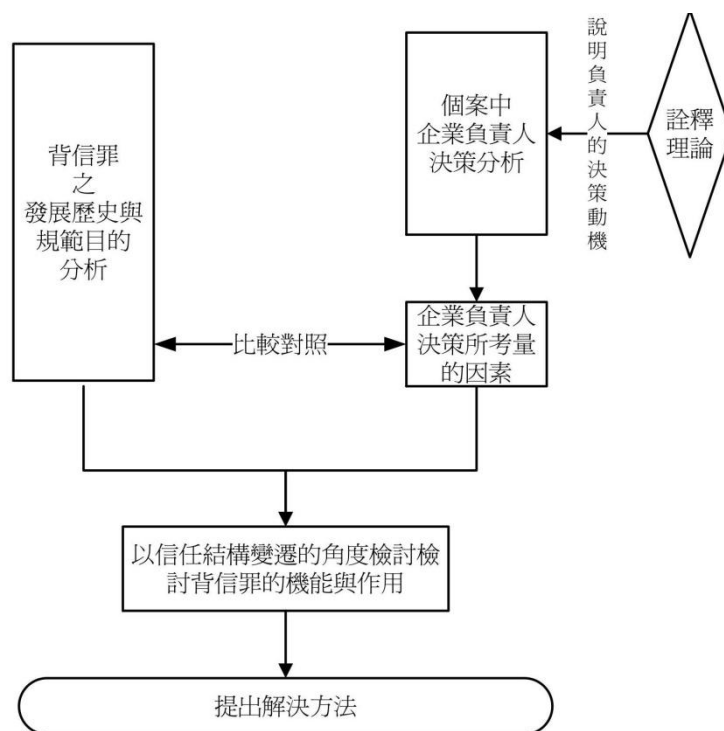 背信罪
之
發展歷史與
規範目的
分析
個案中
企業負責人
決策分析
說明負責人的決策動機
詮釋
理論
比較對照
企業負責人
決策所考量
的因素
以信任結構變遷的角度檢討檢
討背信罪的機能與作用
提出解決方法